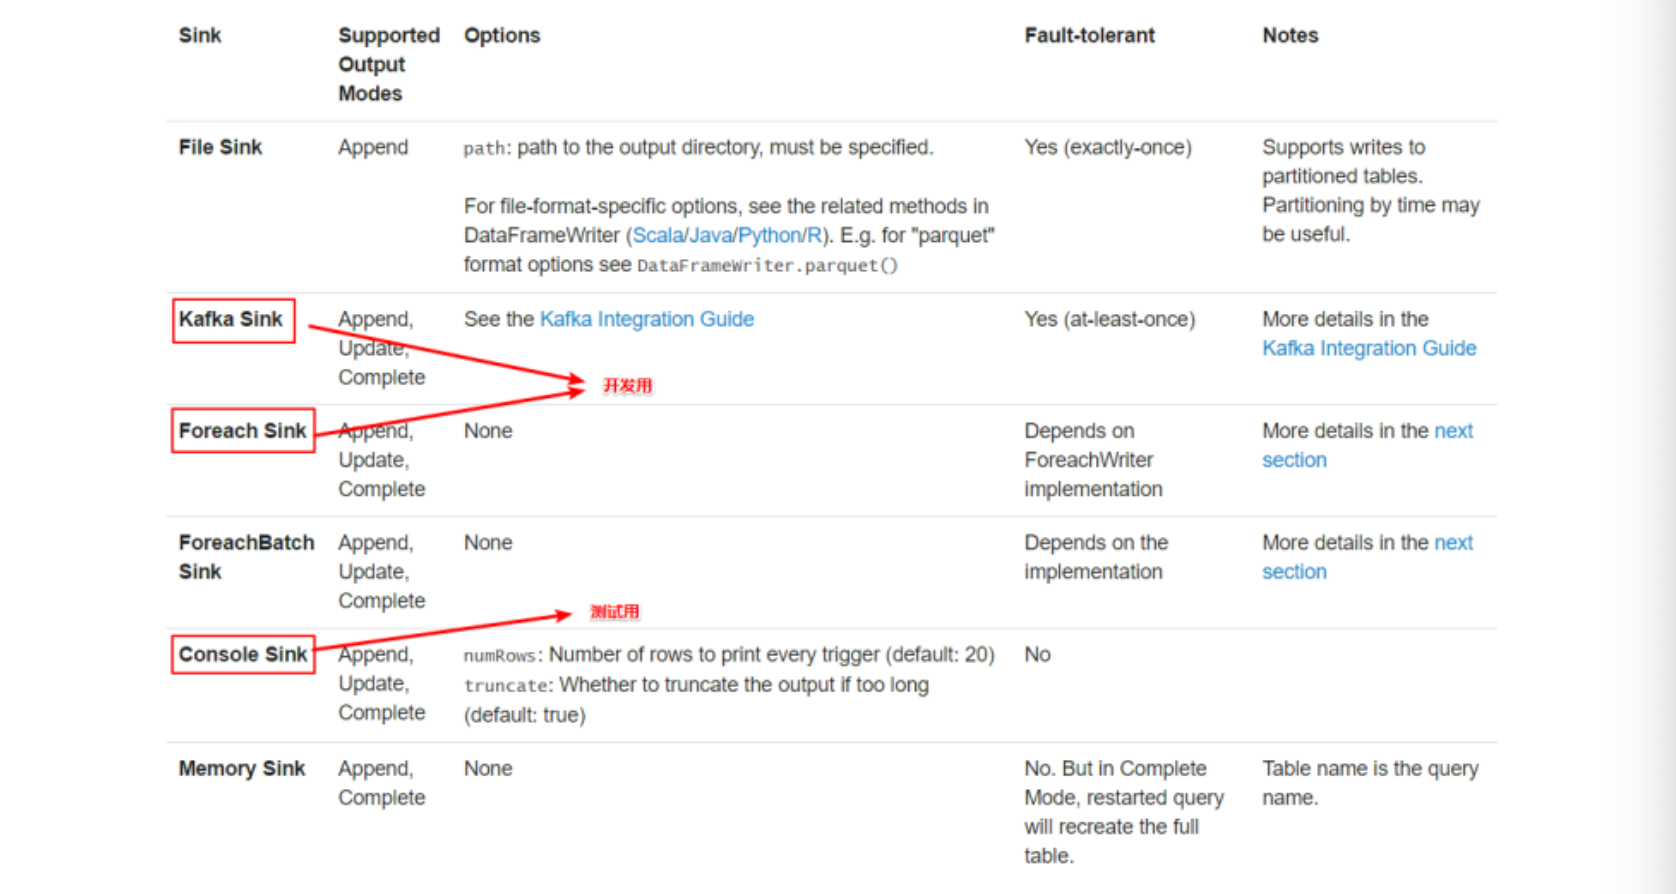 Sink
Supported
Output
Modes
Options
Fault-tolerant
Notes
File Sink
Append
path: path to the output directory, must be specified.
For file-format-specific options, see the related methods in
DataFrameWriter (Scala/Java/Python/R). E.g. for "parquet"
format options see DataFrameWriter.parquet()
Yes (exactly-once)
Supports writes to
partitioned tables.
Partitioning by time may
be useful.
Kafka Sink
Append,
Update,
Complete
See the Kafka Integration Guide
Yes (at-least-once)
More details in the
Kafka Integration Guide
开发用
Foreach Sink
Append,
Update,
Complete
None
Depends on
ForeachWriter
implementation
More details in the next
section
ForeachBatch
Sink
Append,
Update,
Complete
None
Depends on the
implementation
More details in the next
section
测试用
Console Sink
Append,
Update,
Complete
numRows: Number of rows to print every trigger (default: 20)
truncate: Whether to truncate the output if too long
(default: true)
No
Memory Sink
Append,
Complete
None
No. But in Complete
Mode, restarted query
will recreate the full
table.
Table name is the query
name.